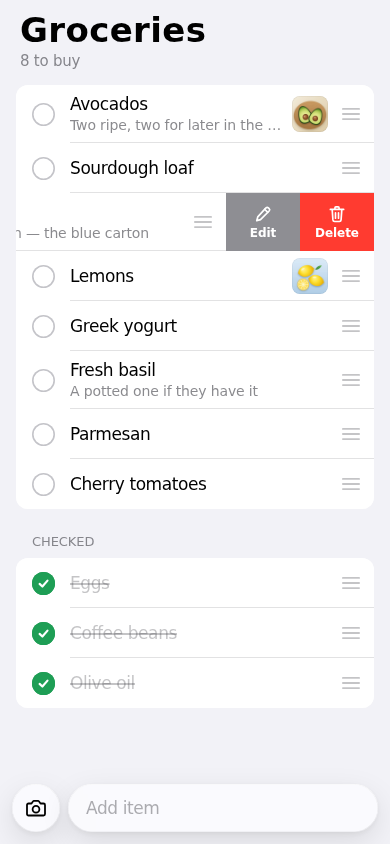 Groceries
8 to buy
Avocados
Two ripe, two for later in the …
Sourdough loaf
— the blue carton
Edit
Delete
Lemons
Greek yogurt
Fresh basil
A potted one if they have it
Parmesan
Cherry tomatoes
CHECKED
Eggs
Coffee beans
Olive oil
Add item